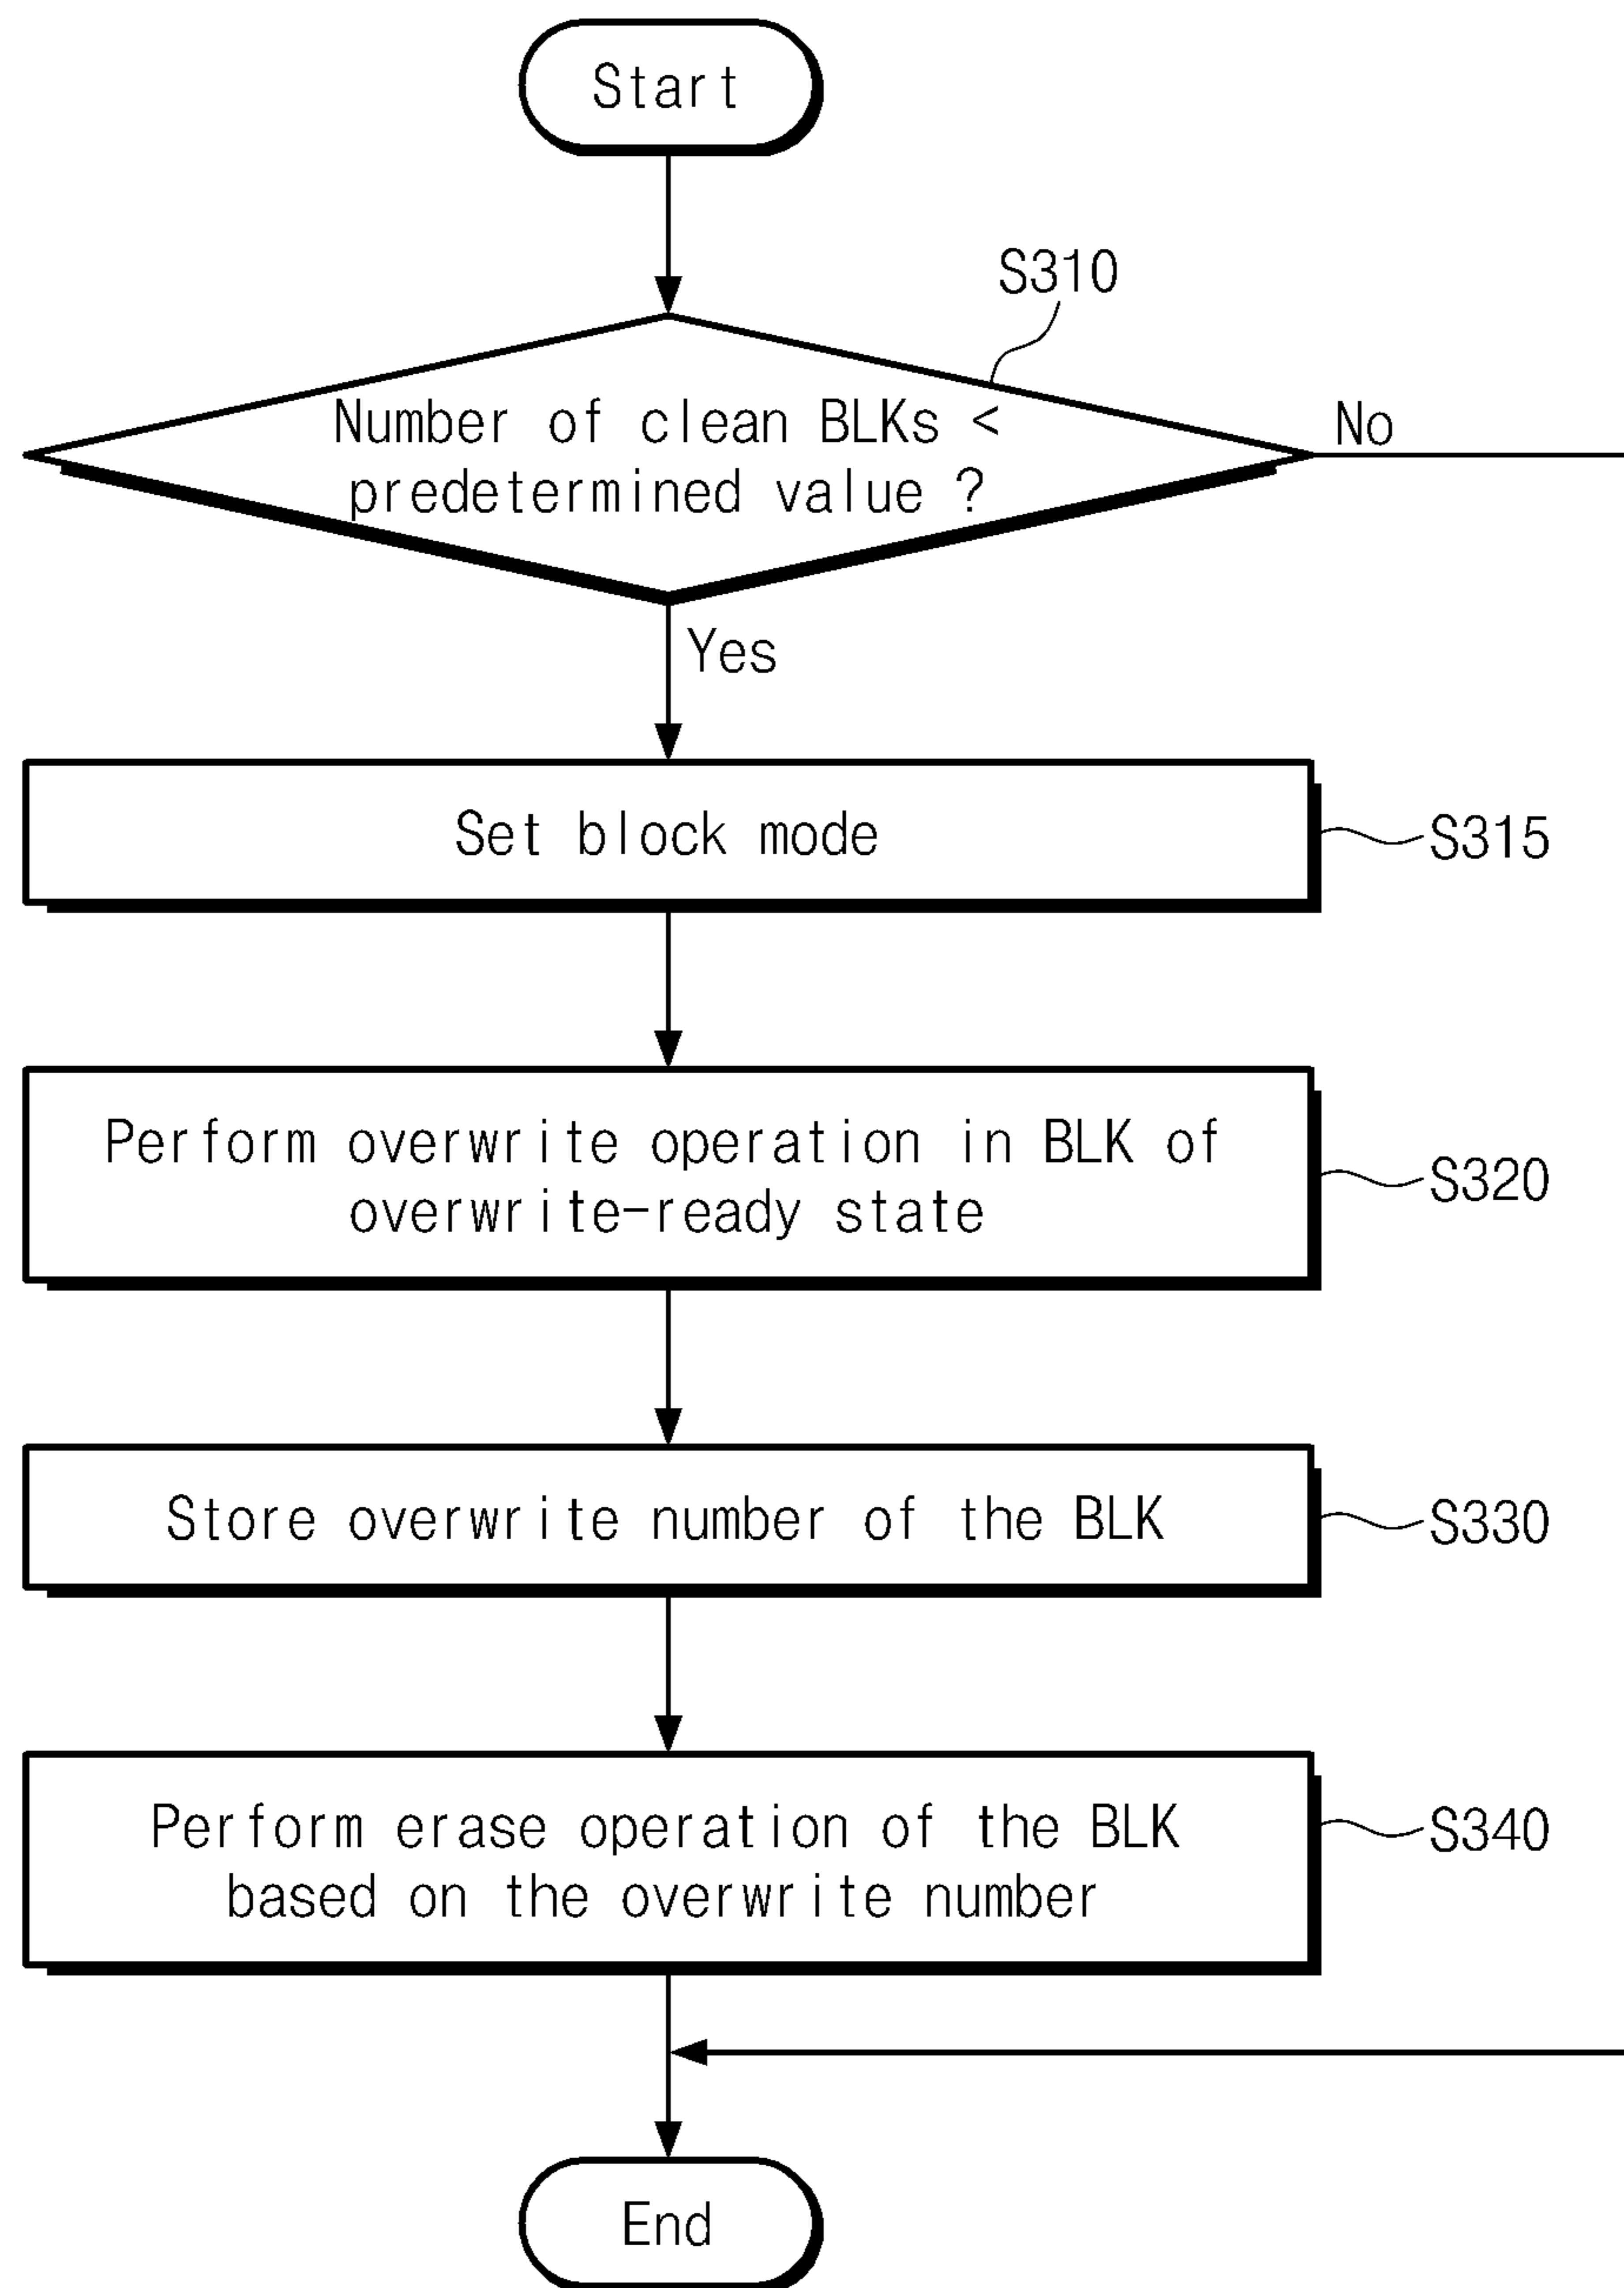 Start
S310
Number of clean BLKs <
predetermined value ?
No
Yes
Set block mode
S315
Perform overwrite operation in BLK of
overwrite-ready state
S320
Store overwrite number of the BLK
S330
Perform erase operation of the BLK
based on the overwrite number
S340
End